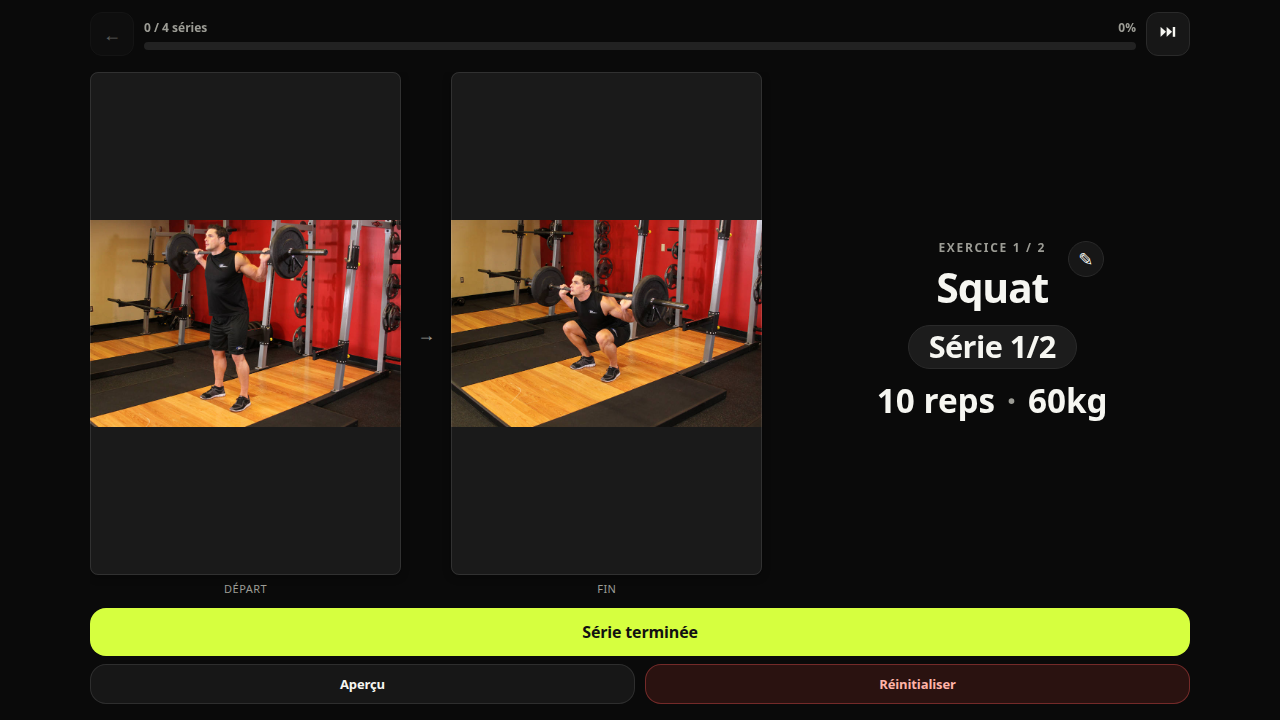 ←
0 / 4 séries
0%
⏭
→
DÉPART
FIN
EXERCICE 1 / 2
✎
Squat
Série 1/2
10 reps · 60kg
Série terminée
Aperçu
Réinitialiser